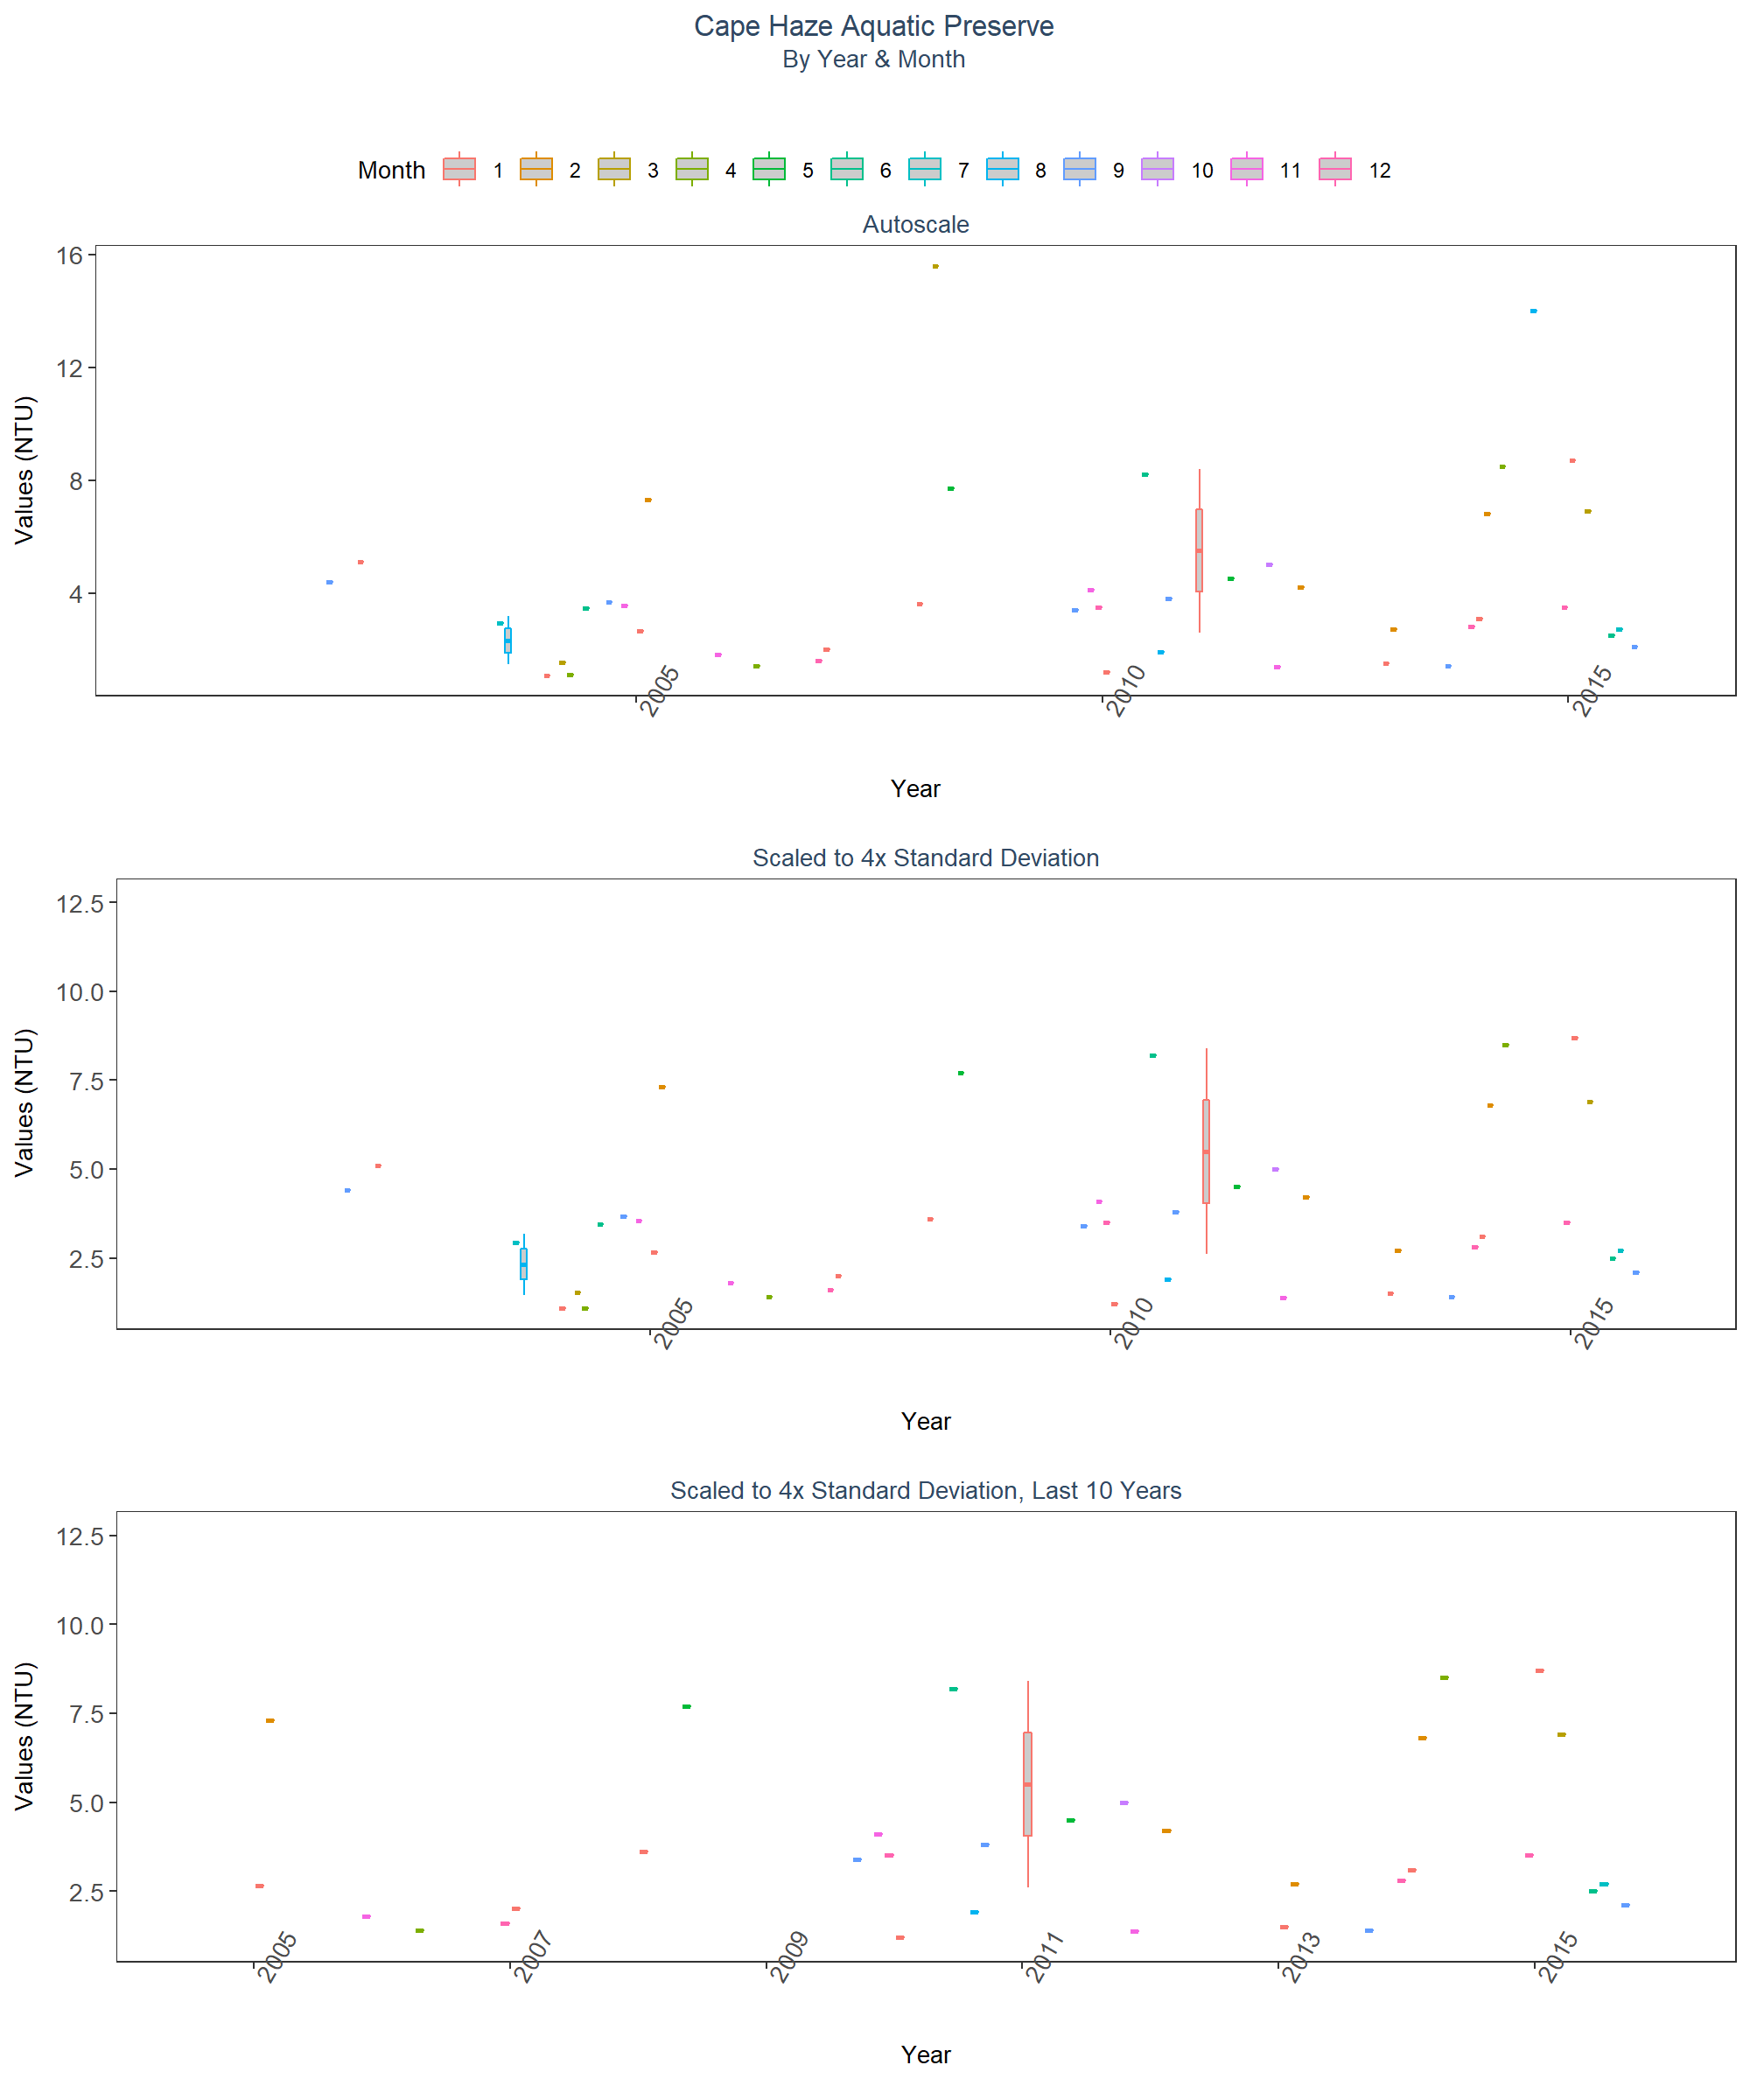 Cape Haze Aquatic Preserve
By Year & Month
Month 1 2 3 4 5 6 7 8 9 10 11 12
Autoscale
16
12
8
4
Values (NTU)
2005 2010 2015
Year
Scaled to 4x Standard Deviation
12.5
10.0
7.5
5.0
2.5
Values (NTU)
2005 2010 2015
Year
Scaled to 4x Standard Deviation, Last 10 Years
12.5
10.0
7.5
5.0
2.5
Values (NTU)
2005 2007 2009 2011 2013 2015
Year